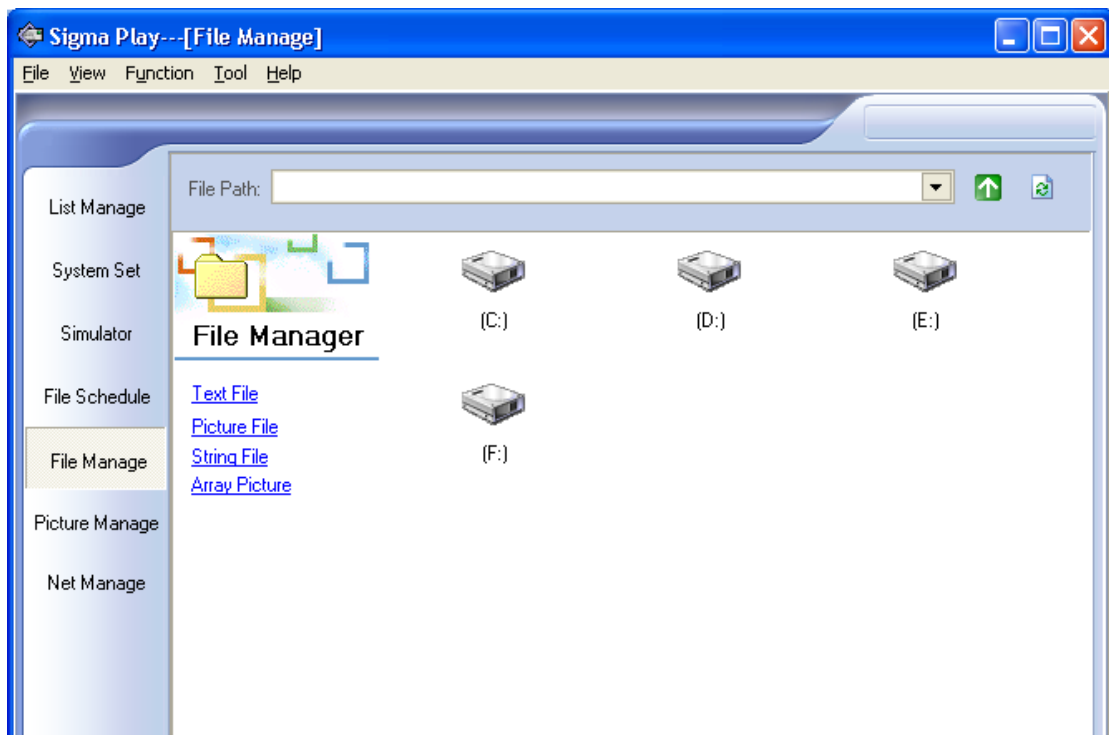 Sigma Play---[File Manage]
File View Function Tool Help
File Path:
List Manage
System Set
Simulator
File Schedule
File Manage
Picture Manage
Net Manage
File Manager
Text File
Picture File
String File
Array Picture
(C:) (D:) (E:)
(F:)